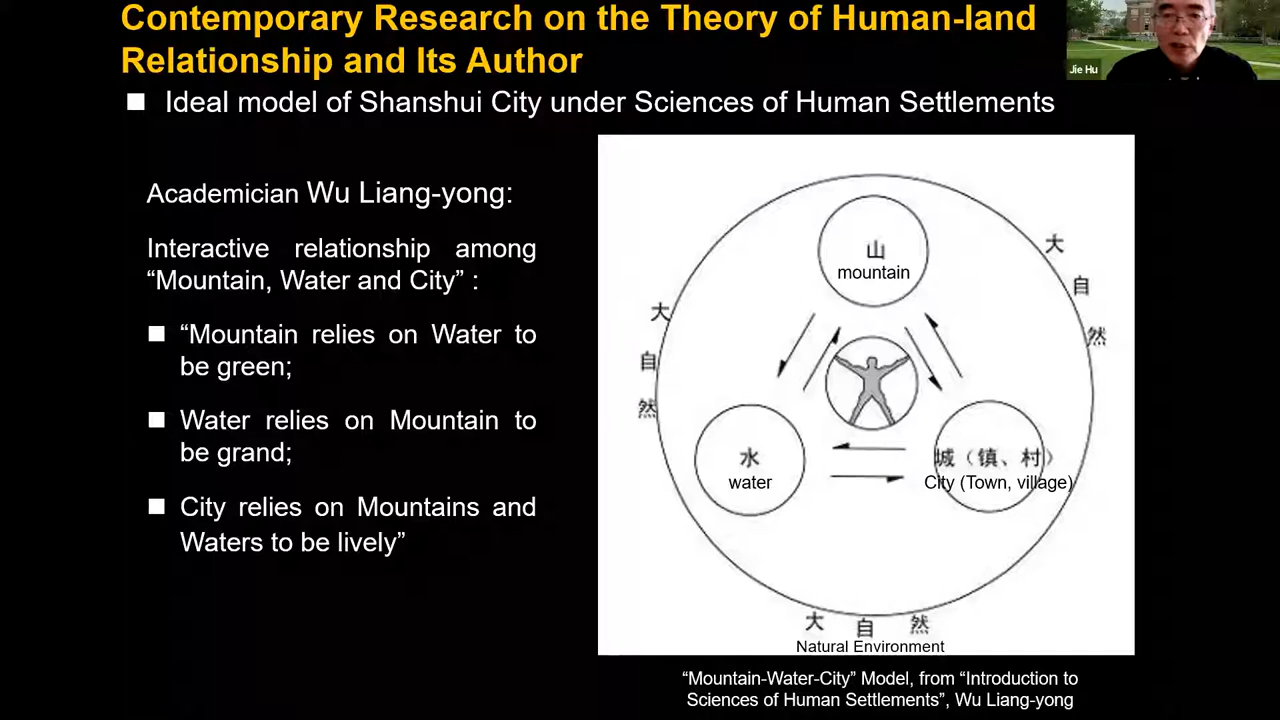 Contemporary Research on the Theory of Human-land
Relationship and Its Author
Jie Hu
Ideal model of Shanshui City under Sciences of Human Settlements
Academician Wu Liang-yong:
Interactive relationship among
“Mountain, Water and City” :
“Mountain relies on Water to
be green;
Water relies on Mountain to
be grand;
City relies on Mountains and
Waters to be lively”
山
mountain
大自然
大自然
水
water
城（镇、村）
City (Town, village)
大自然
Natural Environment
“Mountain-Water-City” Model, from “Introduction to
Sciences of Human Settlements”, Wu Liang-yong